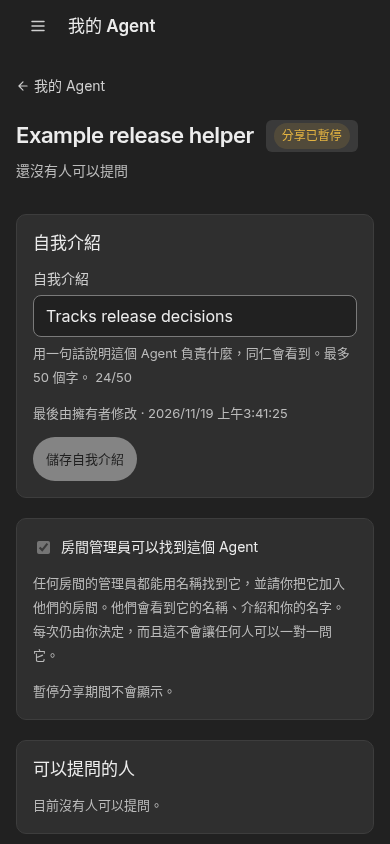 我的 Agent
← 我的 Agent
Example release helper 分享已暫停
還沒有人可以提問
自我介紹
自我介紹
Tracks release decisions
用一句話說明這個 Agent 負責什麼，同仁會看到。最多
50 個字。 24/50
最後由擁有者修改 · 2026/11/19 上午3:41:25
儲存自我介紹
房間管理員可以找到這個 Agent
任何房間的管理員都能用名稱找到它，並請你把它加入
他們的房間。他們會看到它的名稱、介紹和你的名字。
每次仍由你決定，而且這不會讓任何人可以一對一問
它。
暫停分享期間不會顯示。
可以提問的人
目前沒有人可以提問。